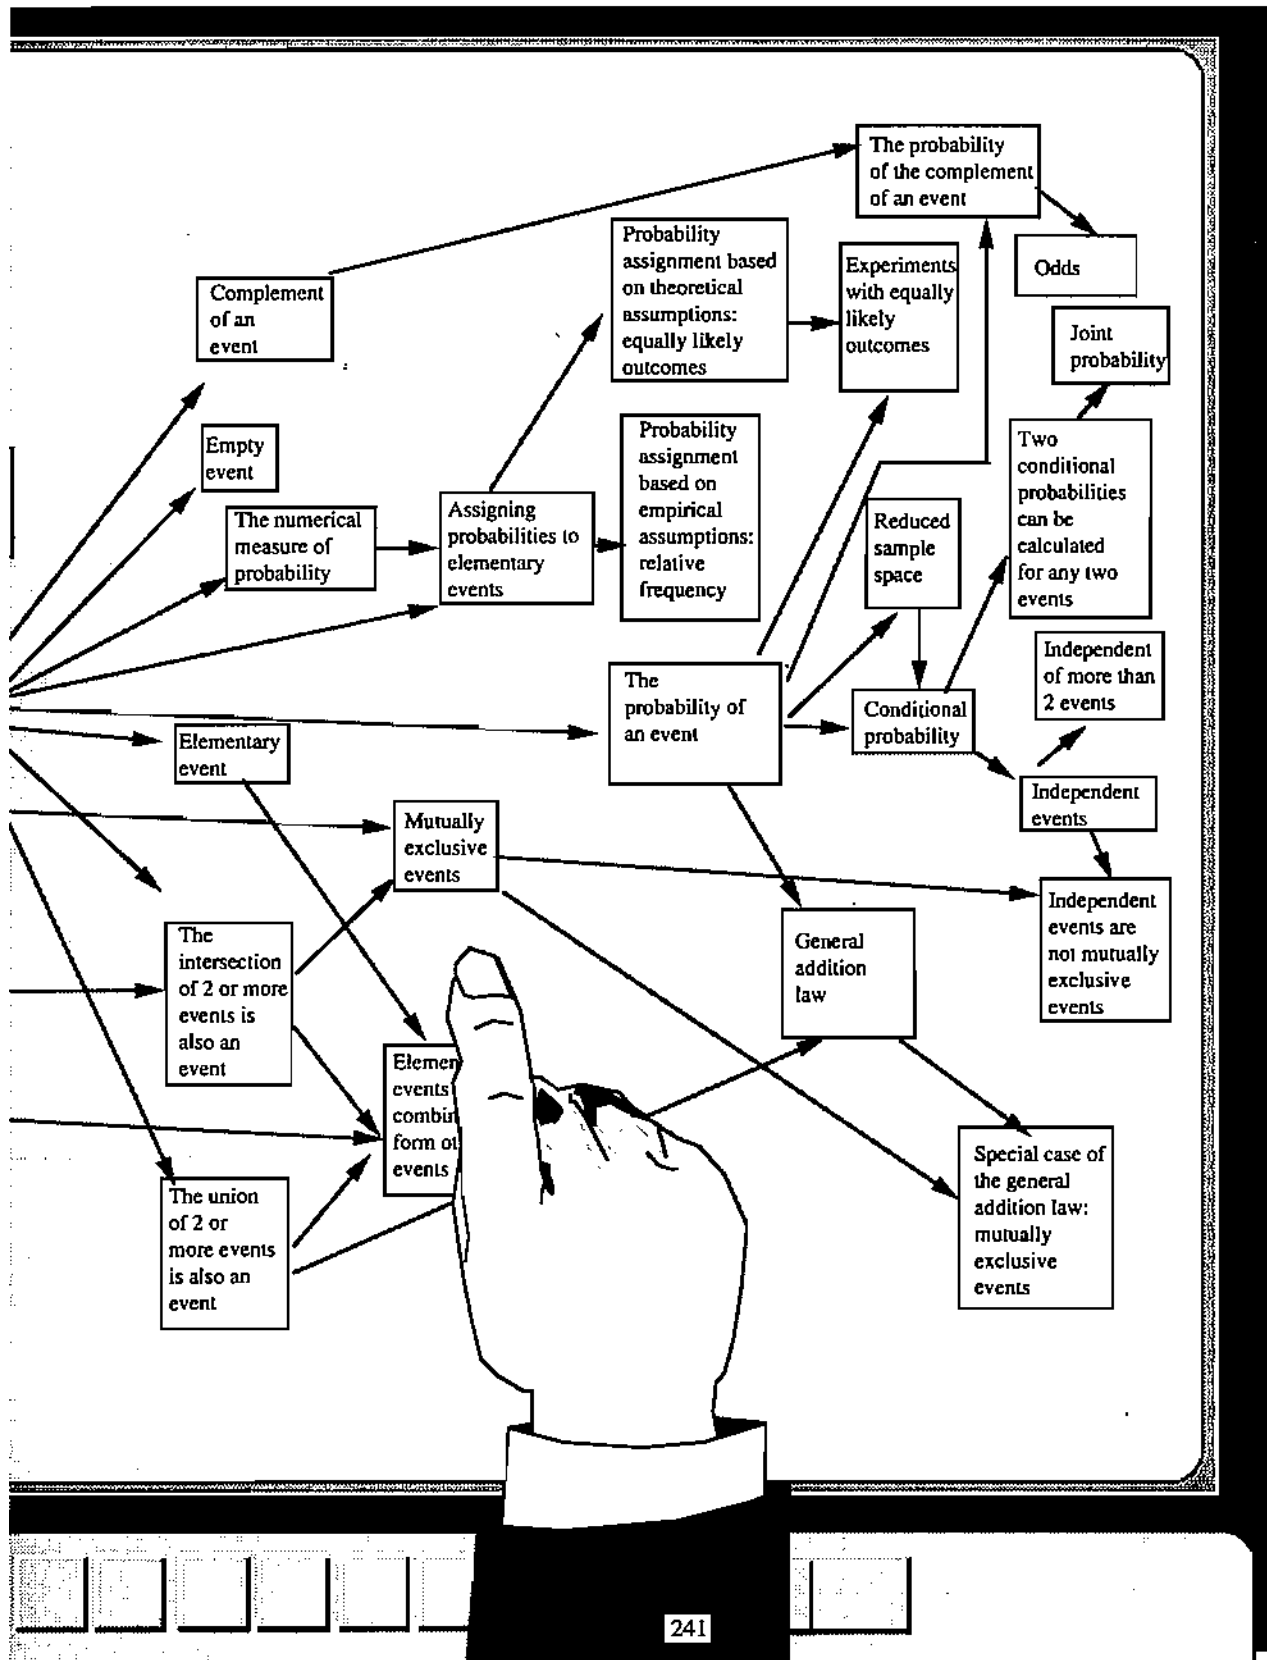 The probability
of the complement
of an event
Odds
Complement
of an
event
Probability
assignment based
on theoretical
assumptions:
equally likely
outcomes
Experiments
with equally
likely
outcomes
Joint
probability
Empty
event
The numerical
measure of
probability
Assigning
probabilities to
elementary
events
Probability
assignment
based on
empirical
assumptions:
relative
frequency
Reduced
sample
space
Two
conditional
probabilities
can be
calculated
for any two
events
Independent
of more than
2 events
The
probability of
an event
Conditional
probability
Independent
events
Elementary
event
Mutually
exclusive
events
Independent
events are
not mutually
exclusive
events
The
intersection
of 2 or more
events is
also an
event
General
addition
law
Elemen
events
combin
form ot
events
The union
of 2 or
more events
is also an
event
Special case of
the general
addition law:
mutually
exclusive
events
241